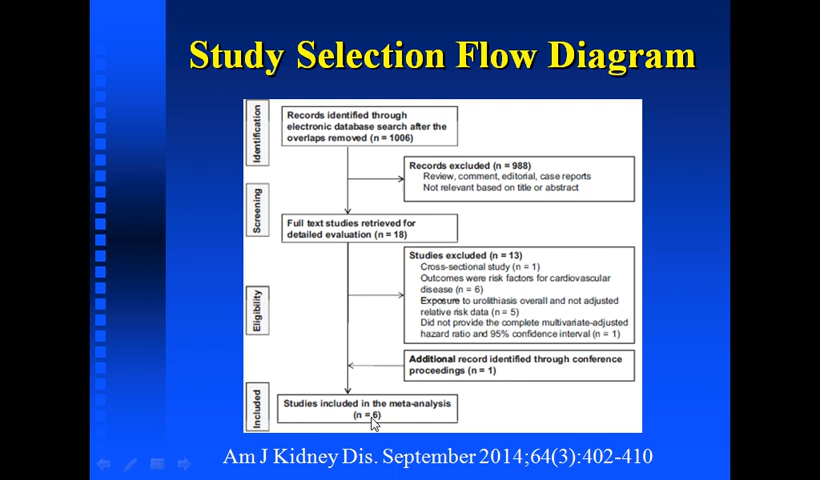 Study Selection Flow Diagram
Identification
Records identified through
electronic database search after the
overlaps removed (n = 1006)
Records excluded (n = 988)
Review, comment, editorial, case reports
Not relevant based on title or abstract
Screening
Full text studies retrieved for
detailed evaluation (n = 18)
Studies excluded (n = 13)
Cross-sectional study (n = 1)
Outcomes were risk factors for cardiovascular
disease (n = 6)
Exposure to urolithiasis overall and not adjusted
relative risk data (n = 5)
Did not provide the complete multivariate-adjusted
hazard ratio and 95% confidence interval (n = 1)
Eligibility
Additional record identified through conference
proceedings (n = 1)
Included
Studies included in the meta-analysis
(n = 6)
Am J Kidney Dis. September 2014;64(3):402-410